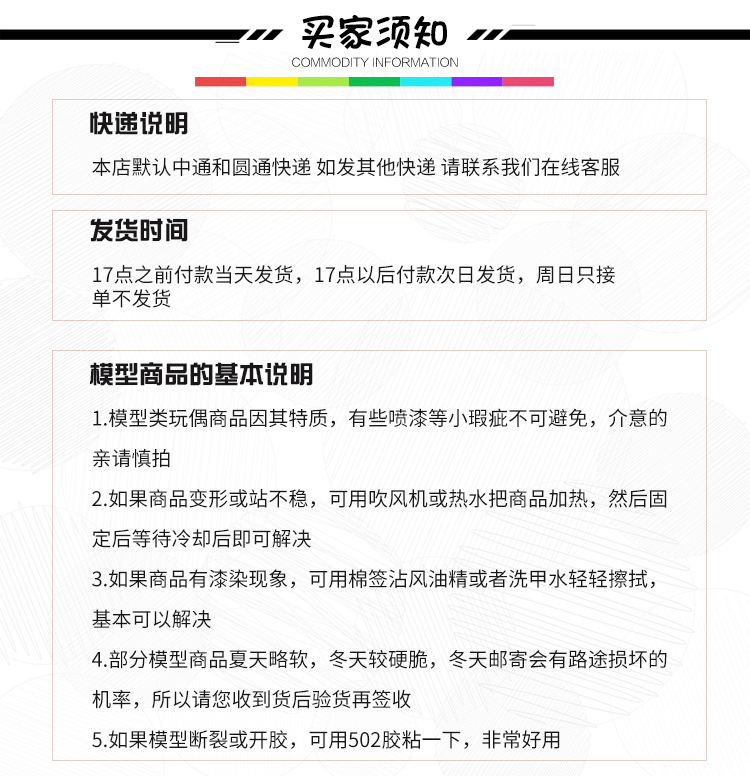 买家须知
COMMODITY INFORMATION
快递说明
本店默认中通和圆通快递 如发其他快递 请联系我们在线客服
发货时间
17点之前付款当天发货，17点以后付款次日发货，周日只接
单不发货
模型商品的基本说明
1.模型类玩偶商品因其特质，有些喷漆等小瑕疵不可避免，介意的
亲请慎拍
2.如果商品变形或站不稳，可用吹风机或热水把商品加热，然后固
定后等待冷却后即可解决
3.如果商品有漆染现象，可用棉签沾风油精或者洗甲水轻轻擦拭，
基本可以解决
4.部分模型商品夏天略软，冬天较硬脆，冬天邮寄会有路途损坏的
机率，所以请您收到货后验货再签收
5.如果模型断裂或开胶，可用502胶粘一下，非常好用